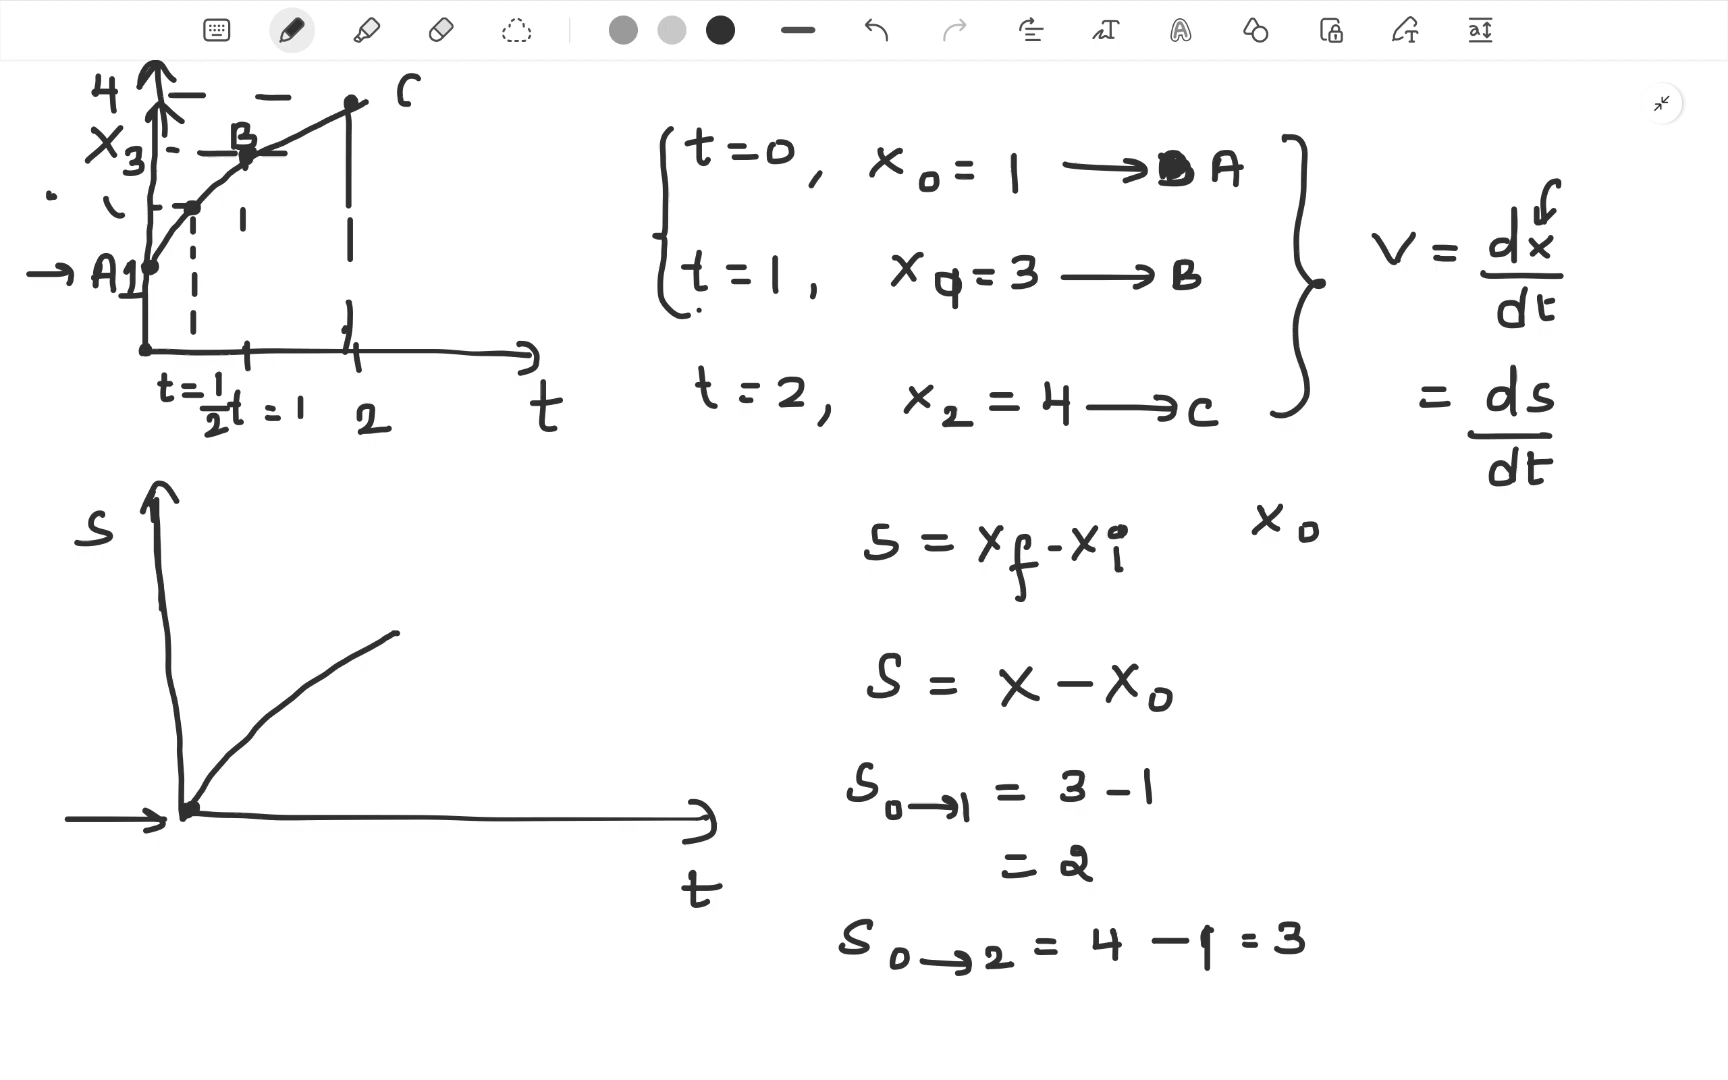 4
C
X
3
B
A 1
t = 1/2
t = 1
2
t
t = 0, x₀ = 1 → A
t = 1, x₁ = 3 → B
t = 2, x₂ = 4 → C
V = dx/dt
= ds/dt
S
t
S = x_f - x_i
x₀
S = x - x₀
S₀→₁ = 3 - 1
= 2
S₀→₂ = 4 - 1 = 3